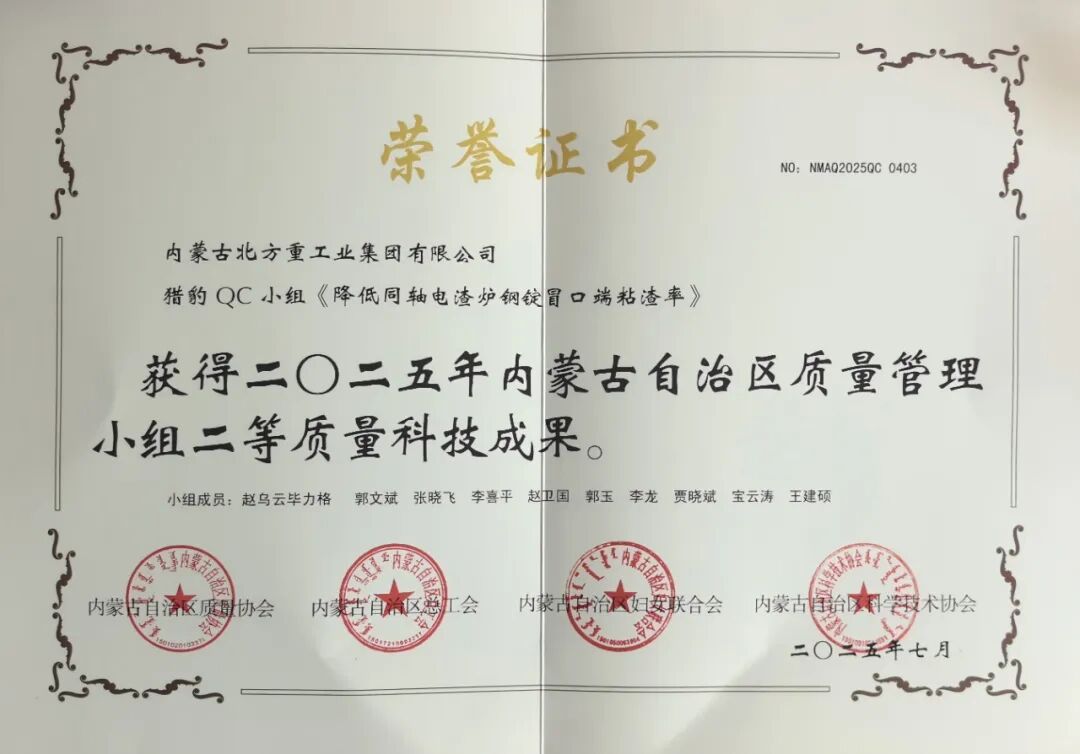 荣誉证书
NO：NMAQ2025QC 0403
内蒙古北方重工业集团有限公司
猎豹QC小组《降低同轴电渣炉钢锭冒口端粘渣率》
获得二〇二五年内蒙古自治区质量管理
小组二等质量科技成果。
小组成员：赵乌云毕力格 郭文斌 张晓飞 李喜平 赵卫国 郭玉 李龙 贾晓斌 宝云涛 王建硕
内蒙古自治区质量协会 内蒙古自治区总工会 内蒙古自治区妇女联合会 内蒙古自治区科学技术协会
二〇二五年七月